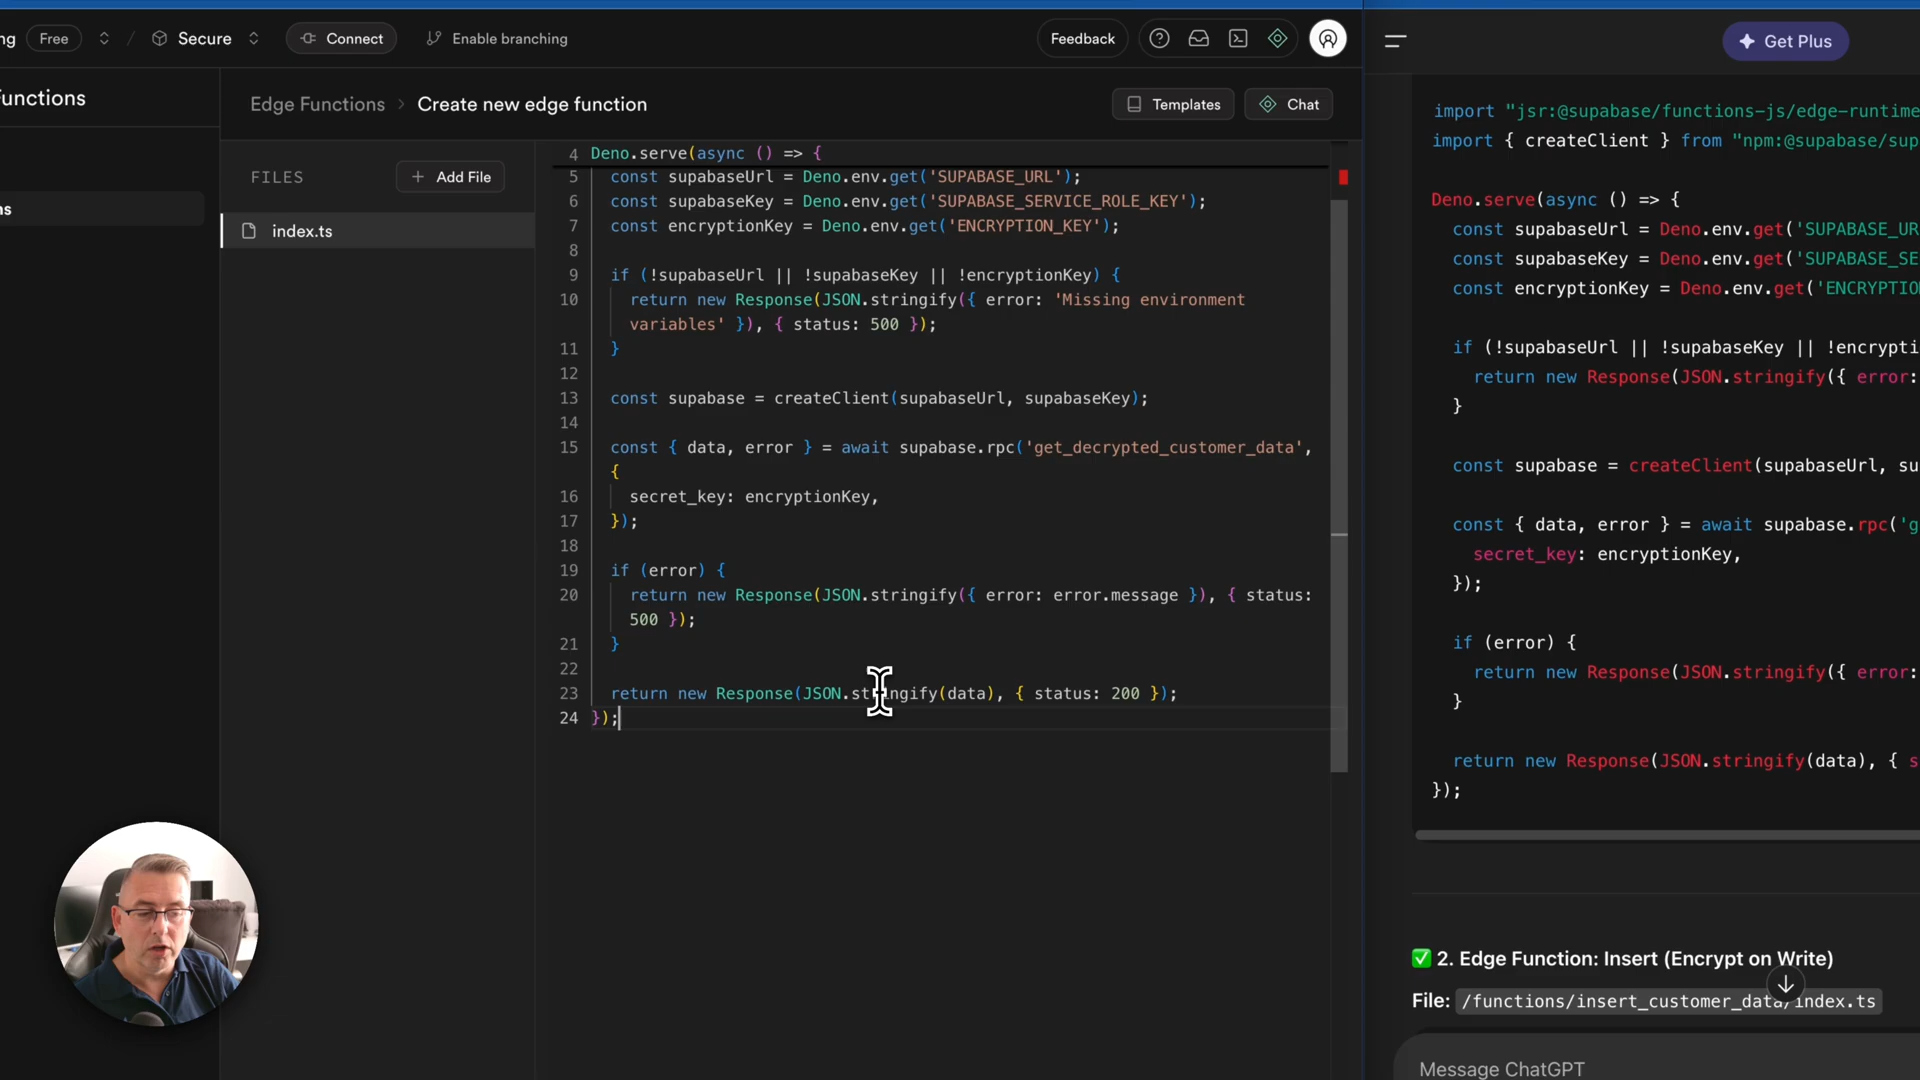 ng Free / Secure Connect Enable branching Feedback
Functions
Edge Functions > Create new edge function Templates Chat
FILES + Add File
ns
index.ts
4 Deno.serve(async () => {
5 const supabaseUrl = Deno.env.get('SUPABASE_URL');
6 const supabaseKey = Deno.env.get('SUPABASE_SERVICE_ROLE_KEY');
7 const encryptionKey = Deno.env.get('ENCRYPTION_KEY');
8
9 if (!supabaseUrl || !supabaseKey || !encryptionKey) {
10 return new Response(JSON.stringify({ error: 'Missing environment
variables' }), { status: 500 });
11 }
12
13 const supabase = createClient(supabaseUrl, supabaseKey);
14
15 const { data, error } = await supabase.rpc('get_decrypted_customer_data',
{
16 secret_key: encryptionKey,
17 });
18
19 if (error) {
20 return new Response(JSON.stringify({ error: error.message }), { status:
500 });
21 }
22
23 return new Response(JSON.stringify(data), { status: 200 });
24 });
Get Plus
import "jsr:@supabase/functions-js/edge-runtime
import { createClient } from "npm:@supabase/sup
Deno.serve(async () => {
const supabaseUrl = Deno.env.get('SUPABASE_UR
const supabaseKey = Deno.env.get('SUPABASE_SE
const encryptionKey = Deno.env.get('ENCRYPTION
if (!supabaseUrl || !supabaseKey || !encrypti
return new Response(JSON.stringify({ error:
}
const supabase = createClient(supabaseUrl, su
const { data, error } = await supabase.rpc('g
secret_key: encryptionKey,
});
if (error) {
return new Response(JSON.stringify({ error:
}
return new Response(JSON.stringify(data), { s
});
✅ 2. Edge Function: Insert (Encrypt on Write)
File: /functions/insert_customer_data/index.ts
Message ChatGPT